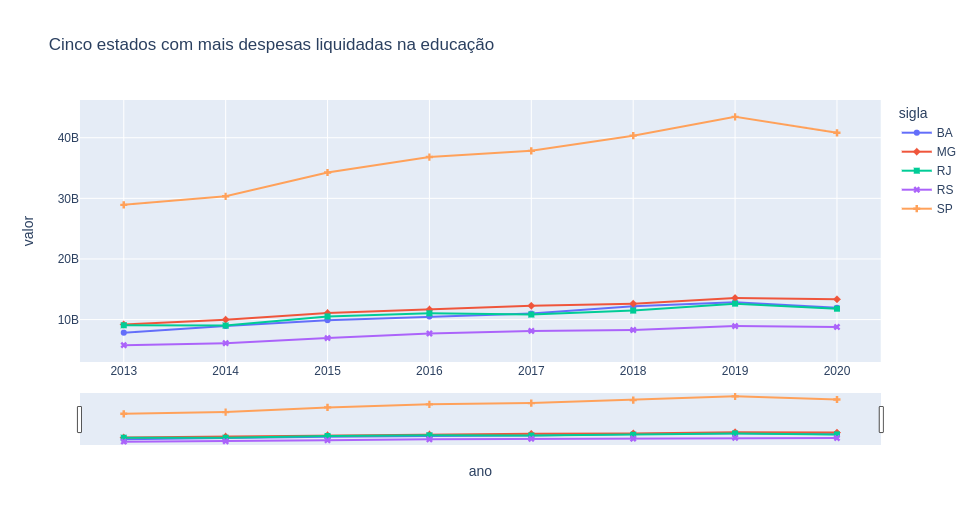 Cinco estados com mais despesas liquidadas na educação
sigla
BA
MG
RJ
RS
SP
valor
40B
30B
20B
10B
2013 2014 2015 2016 2017 2018 2019 2020
ano